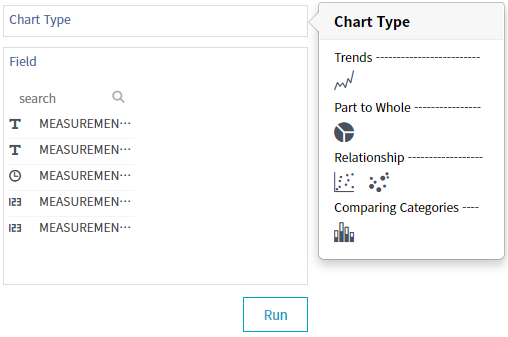 Chart Type
Field
search
MEASUREMEN···
MEASUREMEN···
MEASUREMEN···
123 MEASUREMEN···
123 MEASUREMEN···
Run
Chart Type
Trends -------------------------
Part to Whole ----------------
Relationship ------------------
Comparing Categories ----